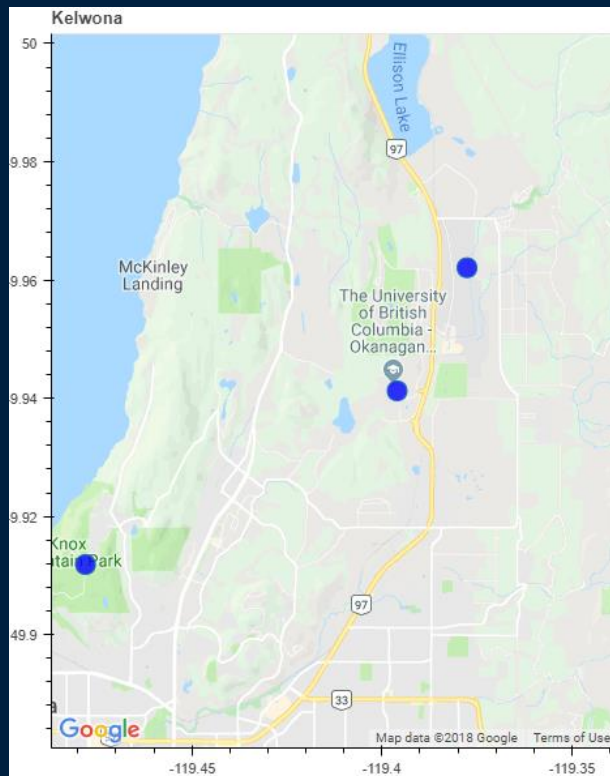 Kelwona
50
Ellison Lake
97
9.98
McKinley
Landing
9.96
The University
of British
Columbia -
Okanagan...
9.94
9.92
Knox
ntain Park
97
49.9
33
a
Google
Map data ©2018 Google
Terms of Use
-119.45
-119.4
-119.35